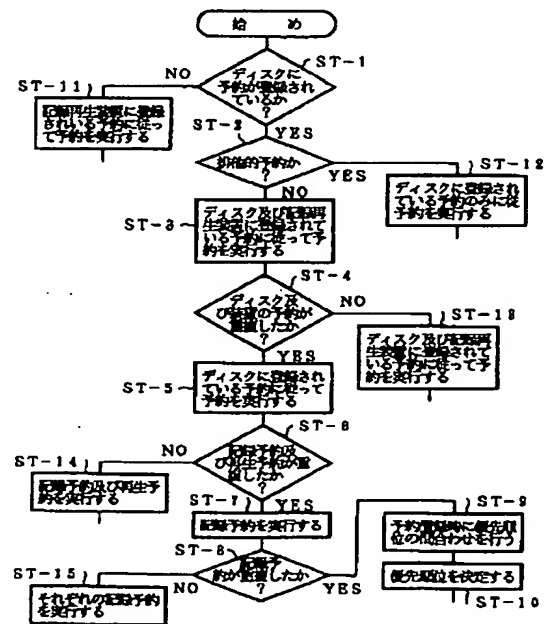 始 め
ST-1
ディスクに
予約が登録され
ているか
?
NO
ST-11
記録再生装置に登録
されいる予約に従っ
て予約を実行する
YES
ST-2
排他的予約か
?
YES
ST-12
ディスクに登録され
ている予約のみに従
予約を実行する
NO
ST-3
ディスク及び記録再
生装置に登録されて
いる予約に従って予
約を実行する
ST-4
ディスク及
び装置の予約が
重複したか
?
NO
ST-13
ディスク及び記録再
生装置に登録されて
いる予約に従って予
約を実行する
YES
ST-5
ディスクに登録され
ている予約に従って
予約を実行する
ST-6
記録予約及
び再生予約が重
複したか
?
NO
ST-14
記録予約及び再生予
約を実行する
YES
ST-7
記録予約を実行する
ST-8
記録予
約が重複したか
?
NO
ST-15
それぞれの記録予約
を実行する
YES
ST-9
予約登録時に優先順
位の問合わせを行う
優先順位を決定する
ST-10